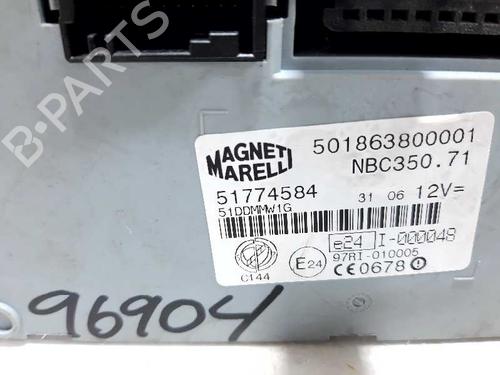 B-PARTS
MAGNETI MARELLI
501863800001
NBC350.71
51774584
31 06 12V=
51DDMMW1G
e24 I-000048
E24
97RI-010005
C144
CE0678
96904